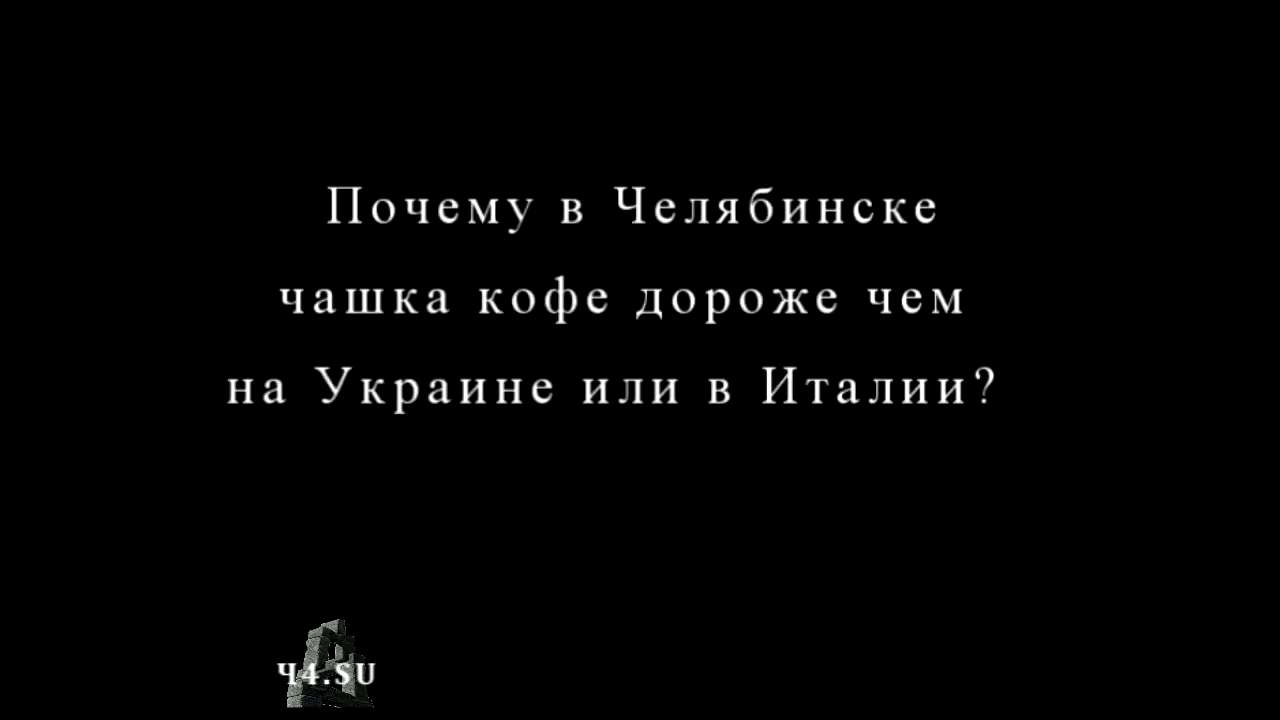 Почему в Челябинске
чашка кофе дороже чем
на Украине или в Италии?
Ч4.SU